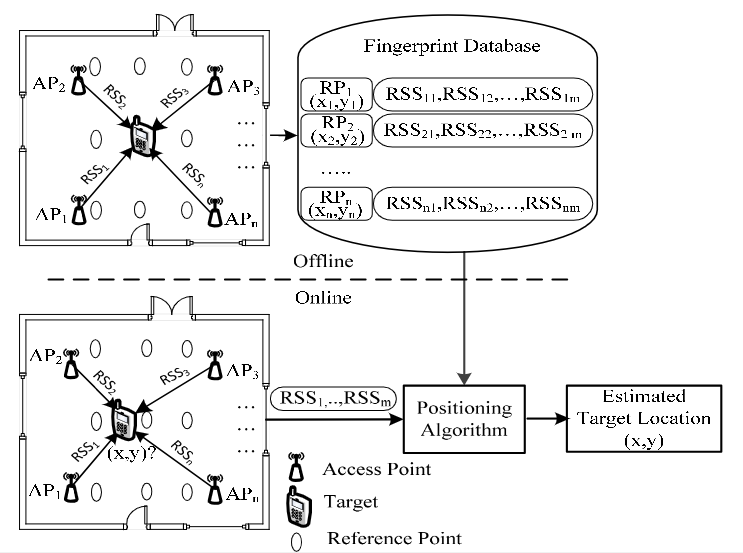 Fingerprint Database
AP2
RSS2
RSS3
AP3
RP1
(x1,y1)
RSS11,RSS12,...,RSS1m
RP2
(x2,y2)
RSS21,RSS22,...,RSS2m
...
...
...
.....
RSS1
RSSn
AP1
APn
RPn
(xn,yn)
RSSn1,RSSn2,...,RSSnm
Offline
Online
AP2
RSS2
RSS3
AP3
RSS1,..,RSSm
...
...
...
Positioning
Algorithm
Estimated
Target Location
(x,y)
RSS1
(x,y)?
RSSn
AP1
APn
Access Point
Target
Reference Point